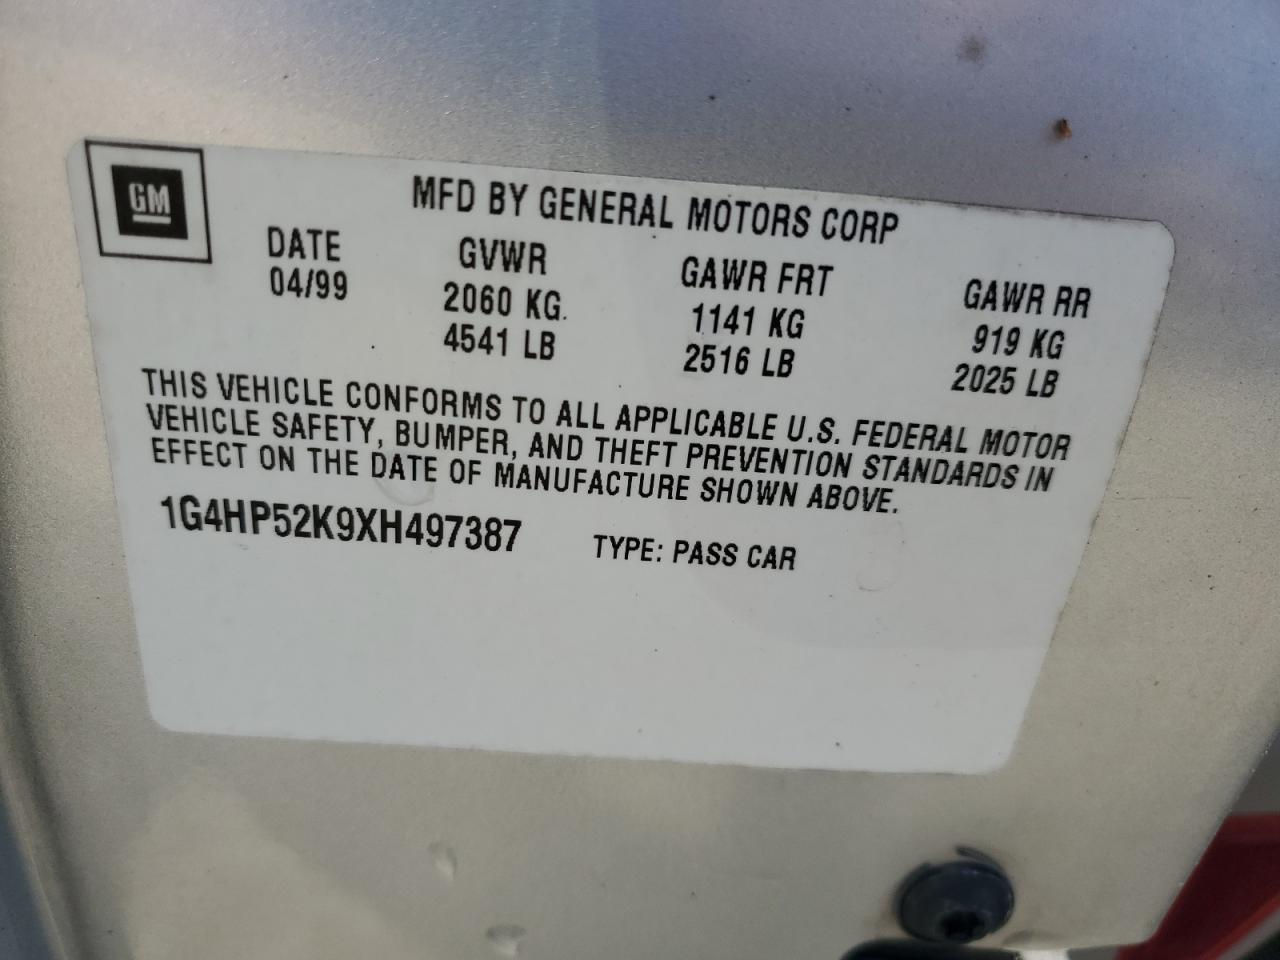 GM
MFD BY GENERAL MOTORS CORP
DATE GVWR GAWR FRT GAWR RR
04/99 2060 KG. 1141 KG 919 KG
4541 LB 2516 LB 2025 LB
THIS VEHICLE CONFORMS TO ALL APPLICABLE U.S. FEDERAL MOTOR
VEHICLE SAFETY, BUMPER, AND THEFT PREVENTION STANDARDS IN
EFFECT ON THE DATE OF MANUFACTURE SHOWN ABOVE.
1G4HP52K9XH497387 TYPE: PASS CAR